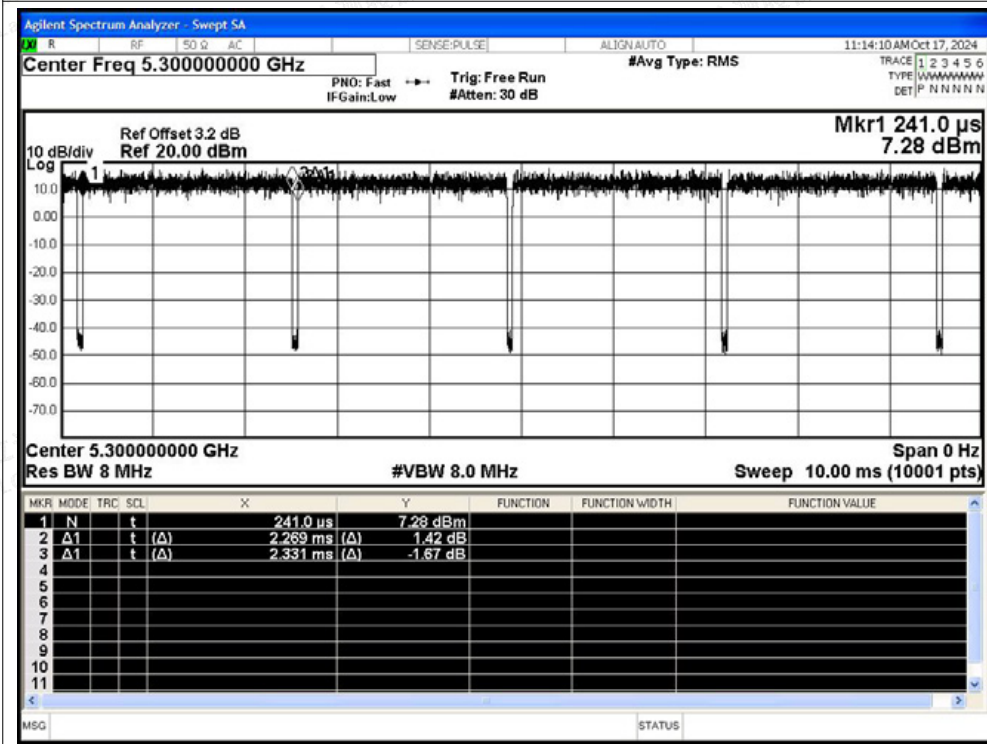 Agilent Spectrum Analyzer - Swept SA
LXI R RF 50 Ω AC SENSE:PULSE ALIGN AUTO 11:14:10 AM Oct 17, 2024
Center Freq 5.300000000 GHz #Avg Type: RMS TRACE 1 2 3 4 5 6
PNO: Fast Trig: Free Run TYPE WWWWWW
IFGain:Low #Atten: 30 dB DET P N N N N N
Mkr1 241.0 µs
7.28 dBm
Ref Offset 3.2 dB
10 dB/div Ref 20.00 dBm
Log
1
10.0
0.00
-10.0
-20.0
-30.0
-40.0
-50.0
-60.0
-70.0
Center 5.300000000 GHz Span 0 Hz
Res BW 8 MHz #VBW 8.0 MHz Sweep 10.00 ms (10001 pts)
MKR MODE TRC SCL X Y FUNCTION FUNCTION WIDTH FUNCTION VALUE
1 N t 241.0 µs 7.28 dBm
2 Δ1 t (Δ) 2.269 ms (Δ) 1.42 dB
3 Δ1 t (Δ) 2.331 ms (Δ) -1.67 dB
4
5
6
7
8
9
10
11
MSG STATUS